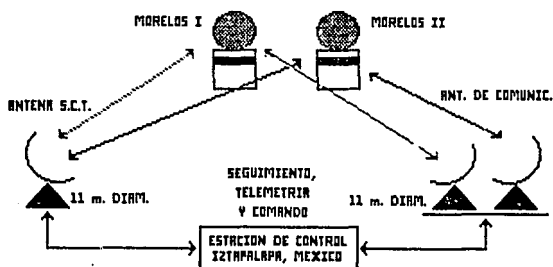 MORELOS I
MORELOS II
ANTENA S.C.T.
ANT. DE COMUNIC.
11 m. DIAM.
SEGUIMIENTO,
TELEMETRIA
Y COMANDO
11 m. DIAM.
ESTACION DE CONTROL
IZTAPALAPA, MEXICO